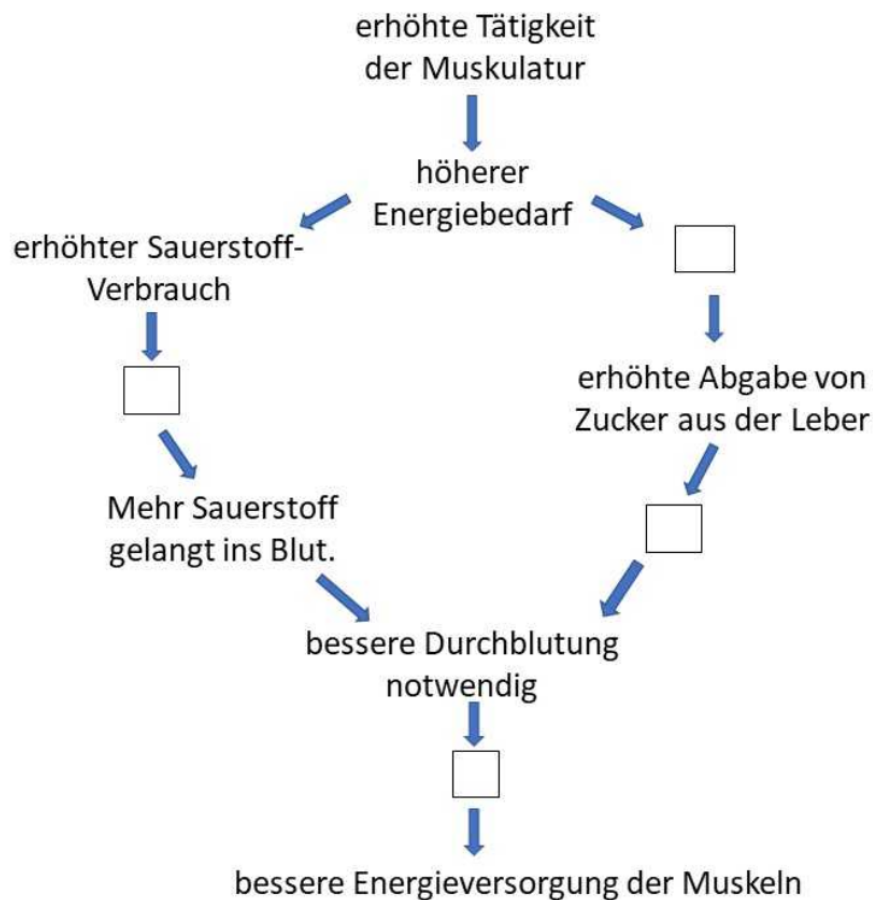 erhöhte Tätigkeit
der Muskulatur
höherer
Energiebedarf
erhöhter Sauerstoff-
Verbrauch
erhöhte Abgabe von
Zucker aus der Leber
Mehr Sauerstoff
gelangt ins Blut.
bessere Durchblutung
notwendig
bessere Energieversorgung der Muskeln